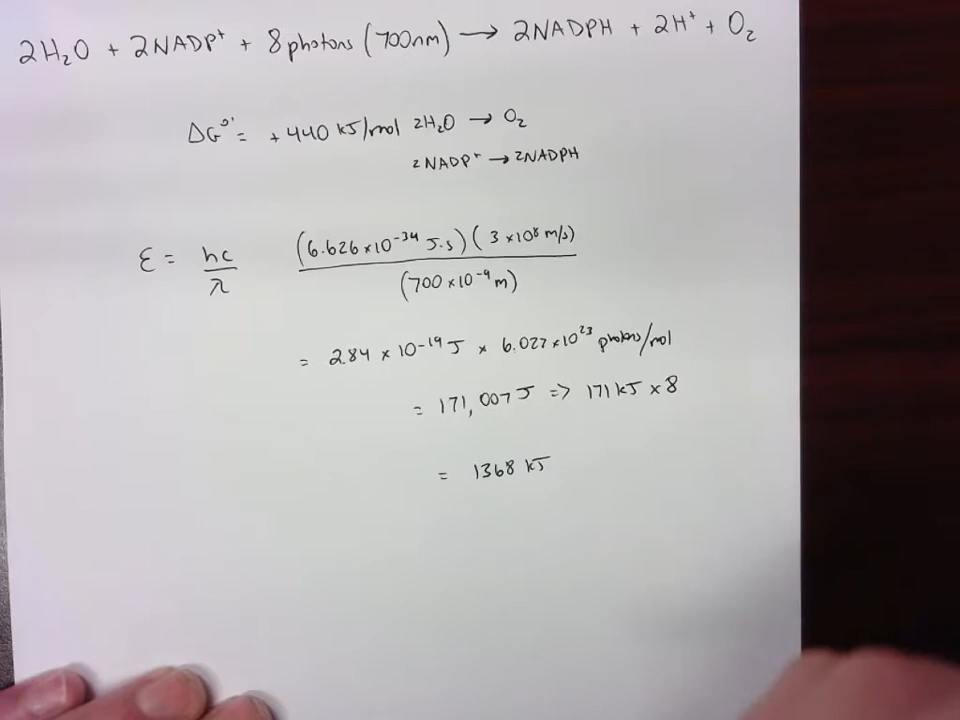 2H₂O + 2NADP⁺ + 8 photons (700nm) → 2NADPH + 2H⁺ + O₂
ΔG°' = + 440 kJ/mol 2H₂O → O₂
2NADP⁺ → 2NADPH
E = hc/λ (6.626×10⁻³⁴ J·s)(3×10⁸ m/s)
(700×10⁻⁹ m)
= 2.84 × 10⁻¹⁹ J × 6.022×10²³ photons/mol
= 171,007 J => 171 kJ × 8
= 1368 kJ